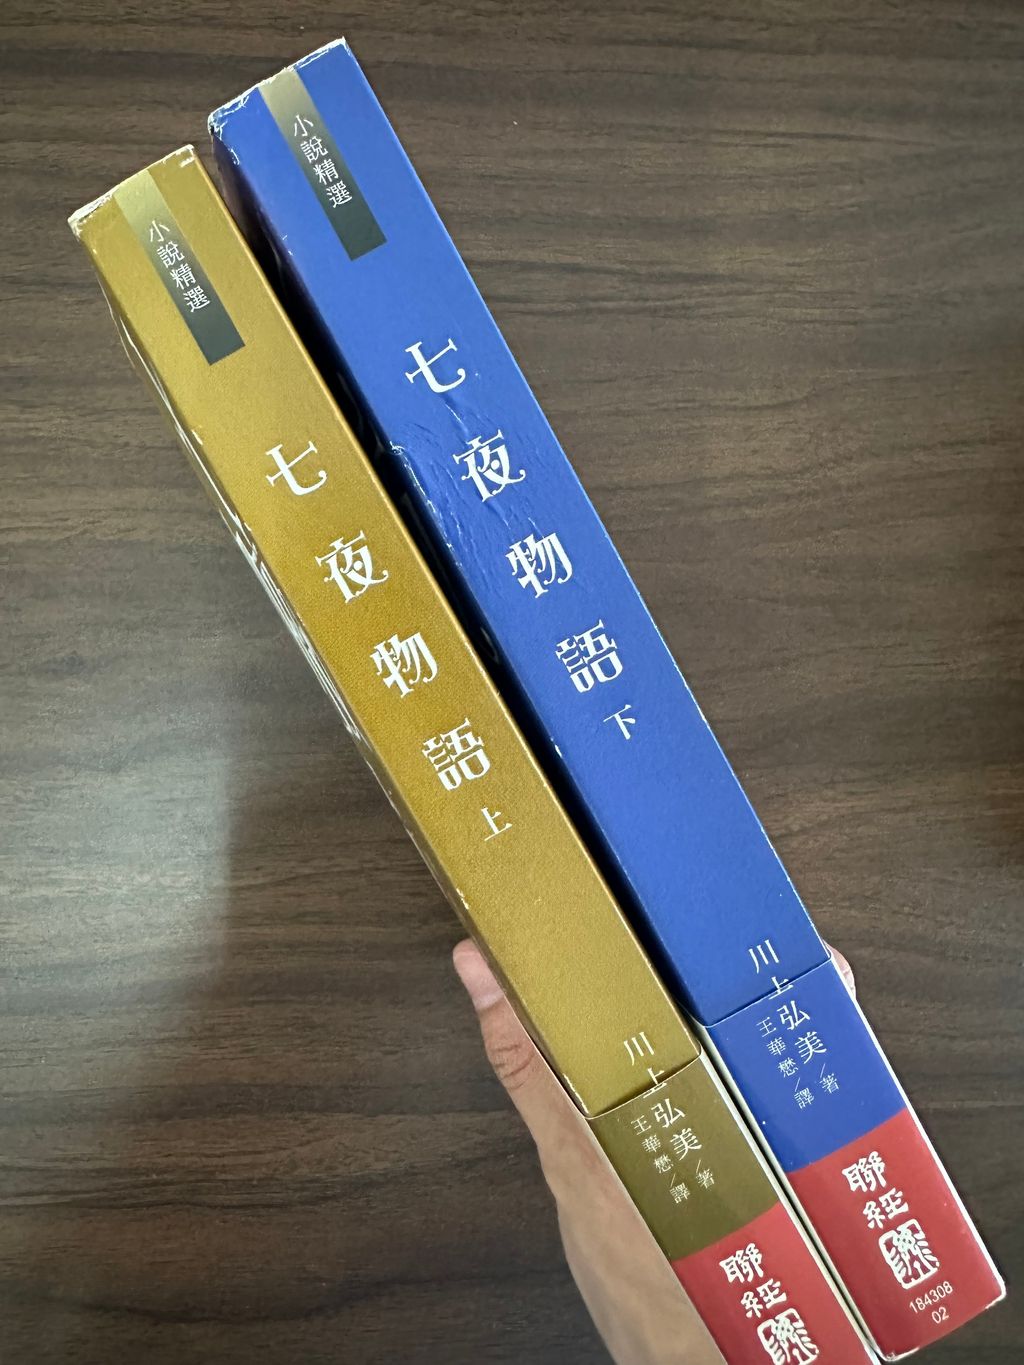 小說精選
七夜物語 上
川上弘美/著
王華懋/譯
聯經
小說精選
七夜物語 下
川上弘美/著
王華懋/譯
聯經
184308
02